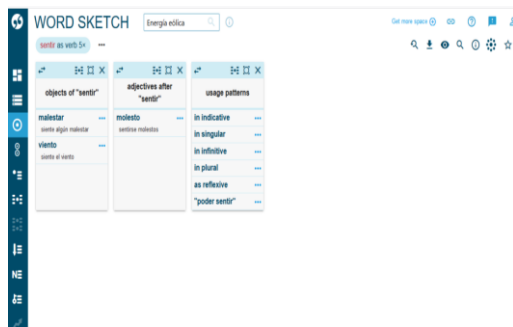 WORD SKETCH
Energía eólica
Get more space
sentir as verb 5×
objects of "sentir"
malestar
siento algún malestar
viento
siento el viento
adjectives after "sentir"
molesto
sentirse molestos
usage patterns
in indicative
in singular
in infinitive
in plural
as reflexive
"poder sentir"